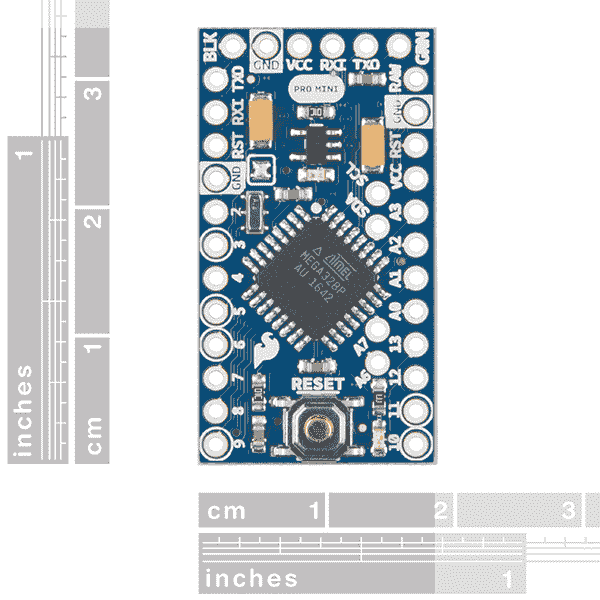 BLK GND VCC RXI TXO GRN
PRO MINI
TXO
RXI
RST
GND
2
3
4
5
6
7
8
9
RAW
GND
RST
VCC
A3
A2
A1
A0
13
12
11
10
SCL
SDA
A7
A6
Atmel
MEGA328P
AU 1642
RESET
1
inches
3
2
1
cm
cm 1 2 3
inches 1